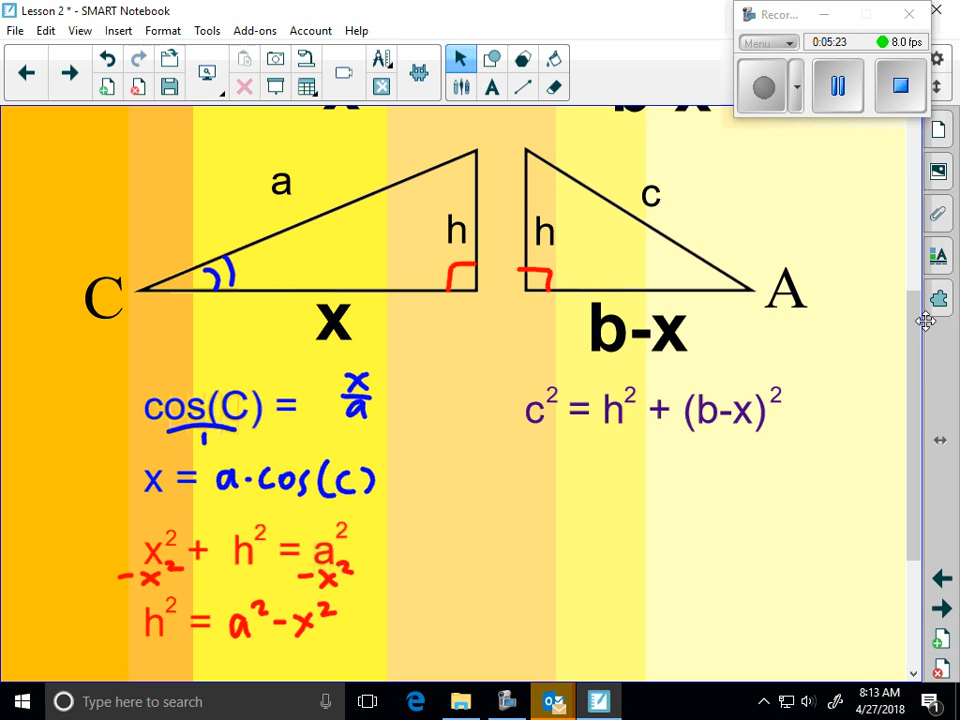 Lesson 2 * - SMART Notebook
File Edit View Insert Format Tools Add-ons Account Help
Recor...
Menu
0:05:23
8.0 fps
a
h
C
x
h
c
A
b-x
cos(C) = x/a
1
x = a·cos(c)
x² + h² = a²
-x² -x²
h² = a² - x²
c² = h² + (b-x)²
Type here to search
8:13 AM
4/27/2018
1